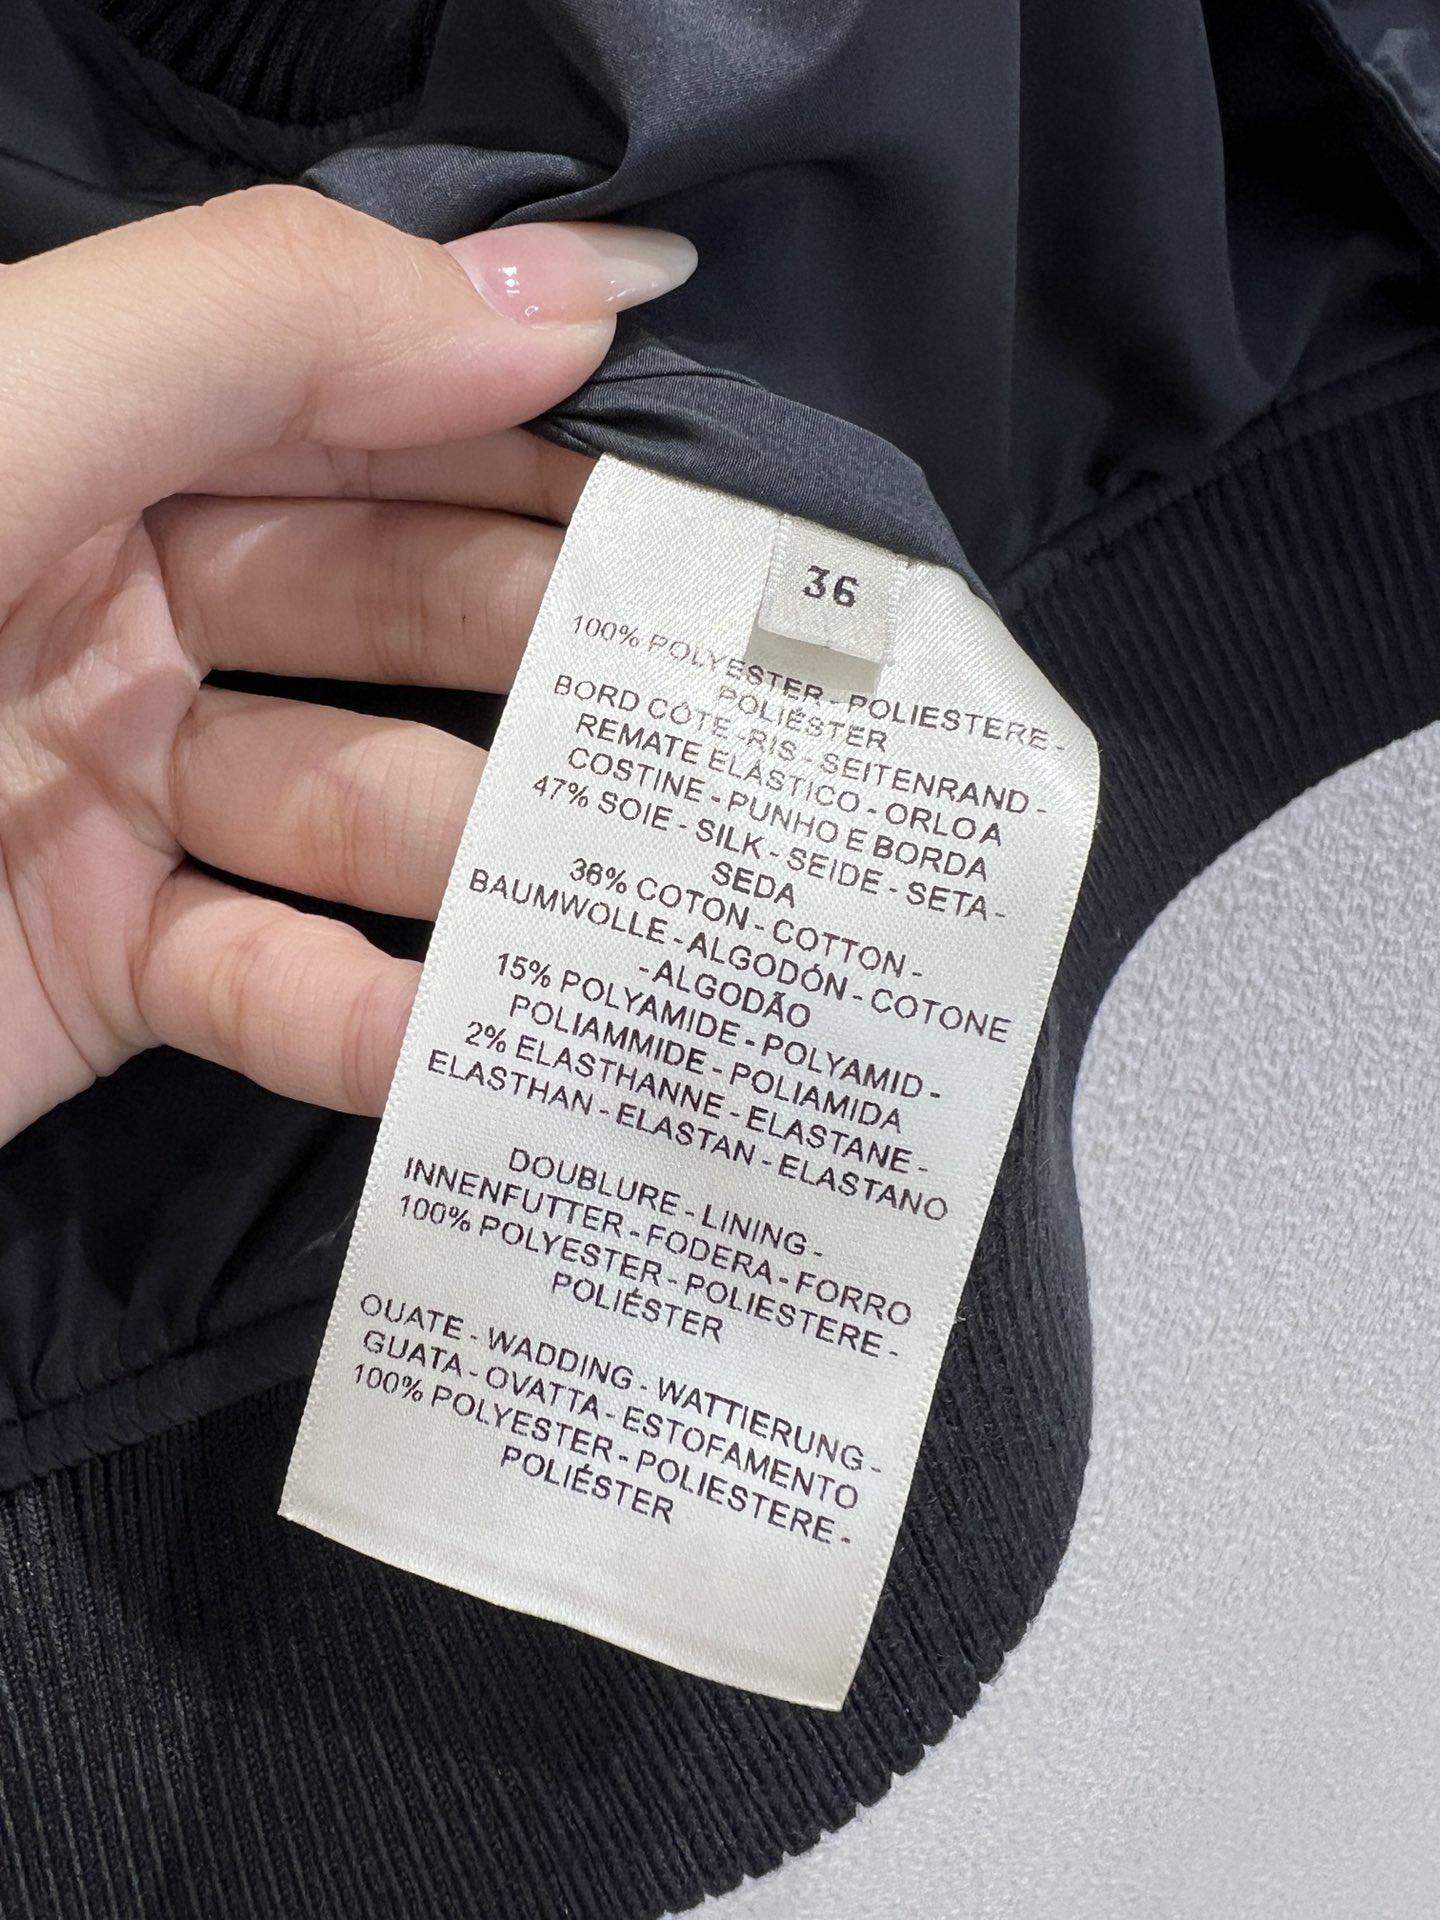 36
100% POLYESTER - POLIESTERE -
POLIÉSTER
BORD CÔTE - RIS - SEITENRAND -
REMATE ELÁSTICO - ORLO A
COSTINE - PUNHO E BORDA
47% SOIE - SILK - SEIDE - SETA -
SEDA
36% COTON - COTTON -
BAUMWOLLE - ALGODÓN - COTONE
- ALGODÃO
15% POLYAMIDE - POLYAMID -
POLIAMMIDE - POLIAMIDA
2% ELASTHANNE - ELASTANE -
ELASTHAN - ELASTAN - ELASTANO
DOUBLURE - LINING -
INNENFUTTER - FODERA - FORRO
100% POLYESTER - POLIESTERE -
POLIÉSTER
OUATE - WADDING - WATTIERUNG -
GUATA - OVATTA - ESTOFAMENTO
100% POLYESTER - POLIESTERE -
POLIÉSTER